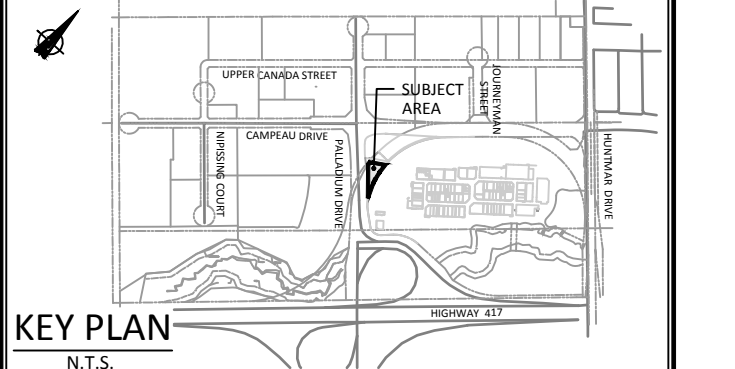 UPPER CANADA STREET
JOURNEYMAN
STREET
SUBJECT
AREA
CAMPEAU DRIVE
NIPISSING COURT
PALLADIUM DRIVE
HUNTMAR DRIVE
HIGHWAY 417
KEY PLAN
N.T.S.